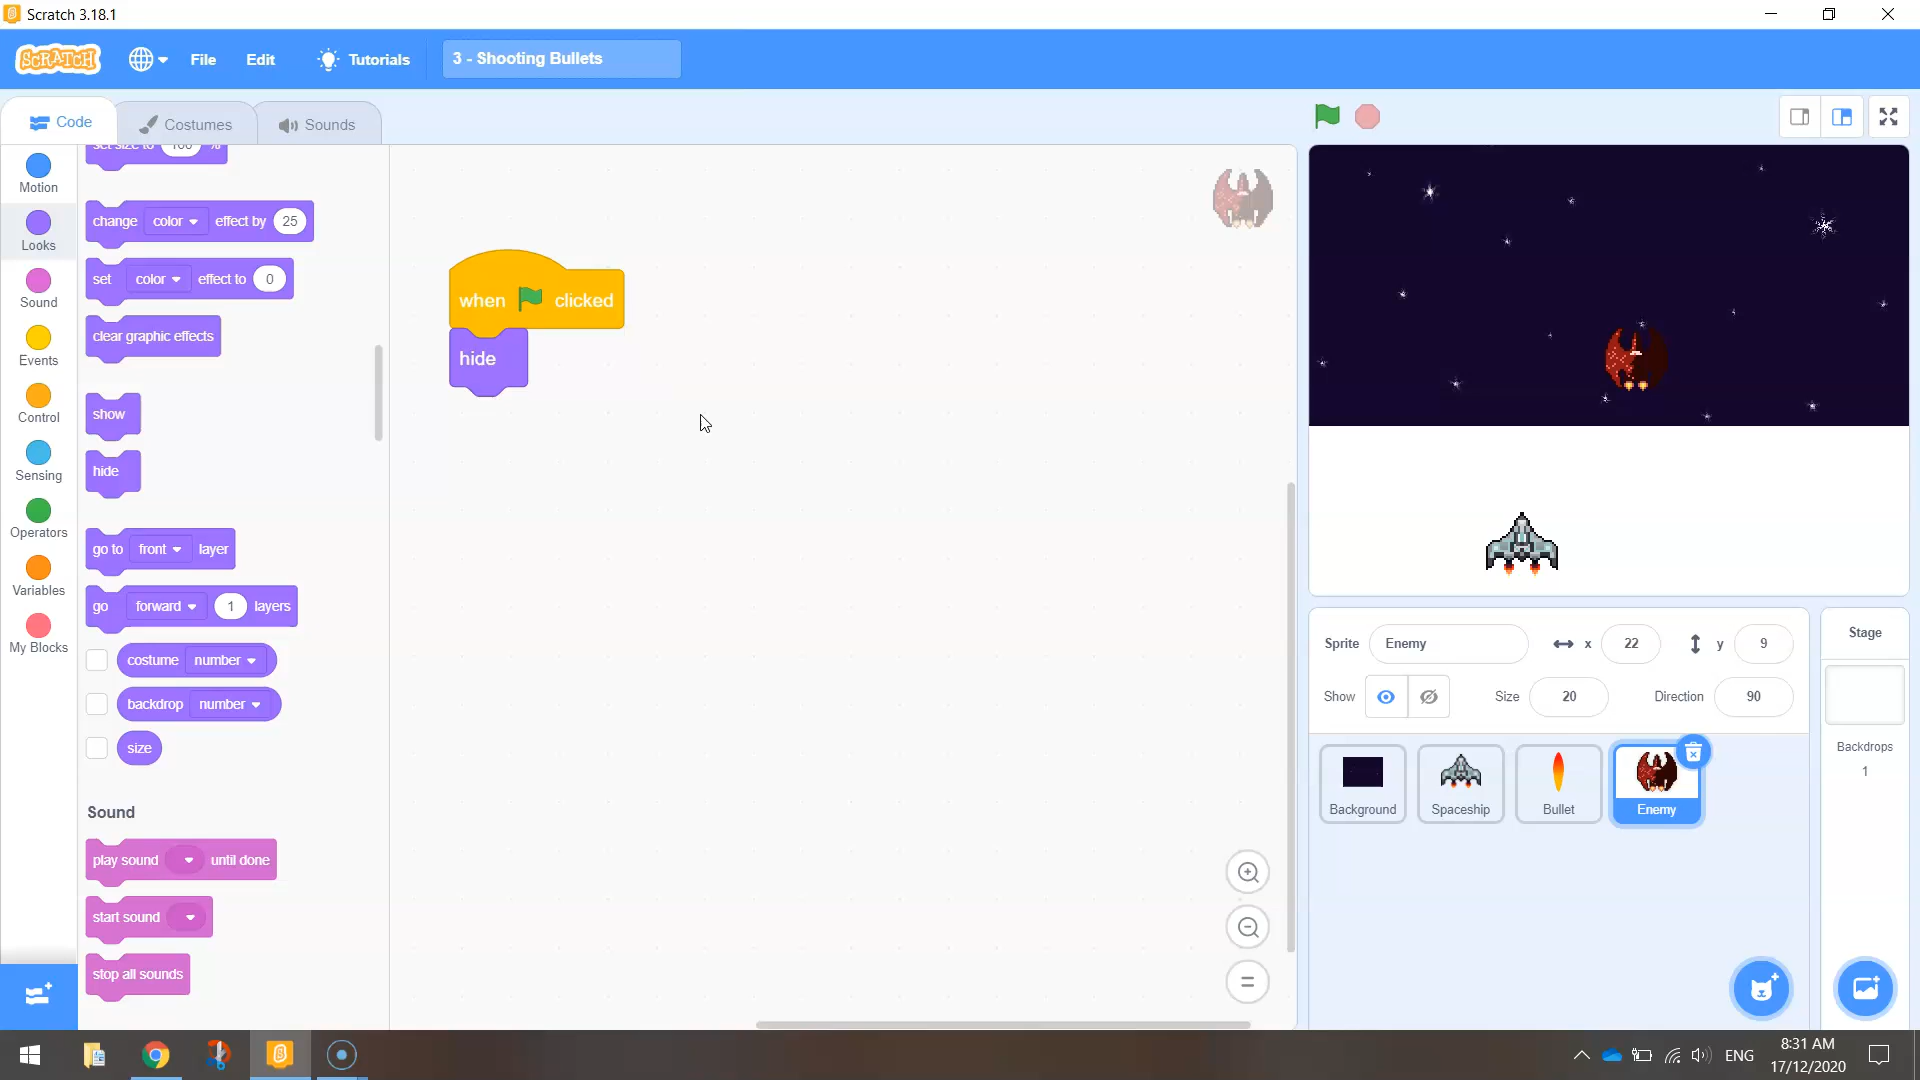 Scratch 3.18.1
SCRATCH
File
Edit
Tutorials
3 - Shooting Bullets
Code
Costumes
Sounds
Motion
Looks
Sound
Events
Control
Sensing
Operators
Variables
My Blocks
set size to 100 %
change color effect by 25
set color effect to 0
clear graphic effects
show
hide
go to front layer
go forward 1 layers
costume number
backdrop number
size
Sound
play sound until done
start sound
stop all sounds
when clicked
hide
Sprite Enemy x 22 y 9
Show Size 20 Direction 90
Background
Spaceship
Bullet
Enemy
Stage
Backdrops
1
ENG
8:31 AM
17/12/2020